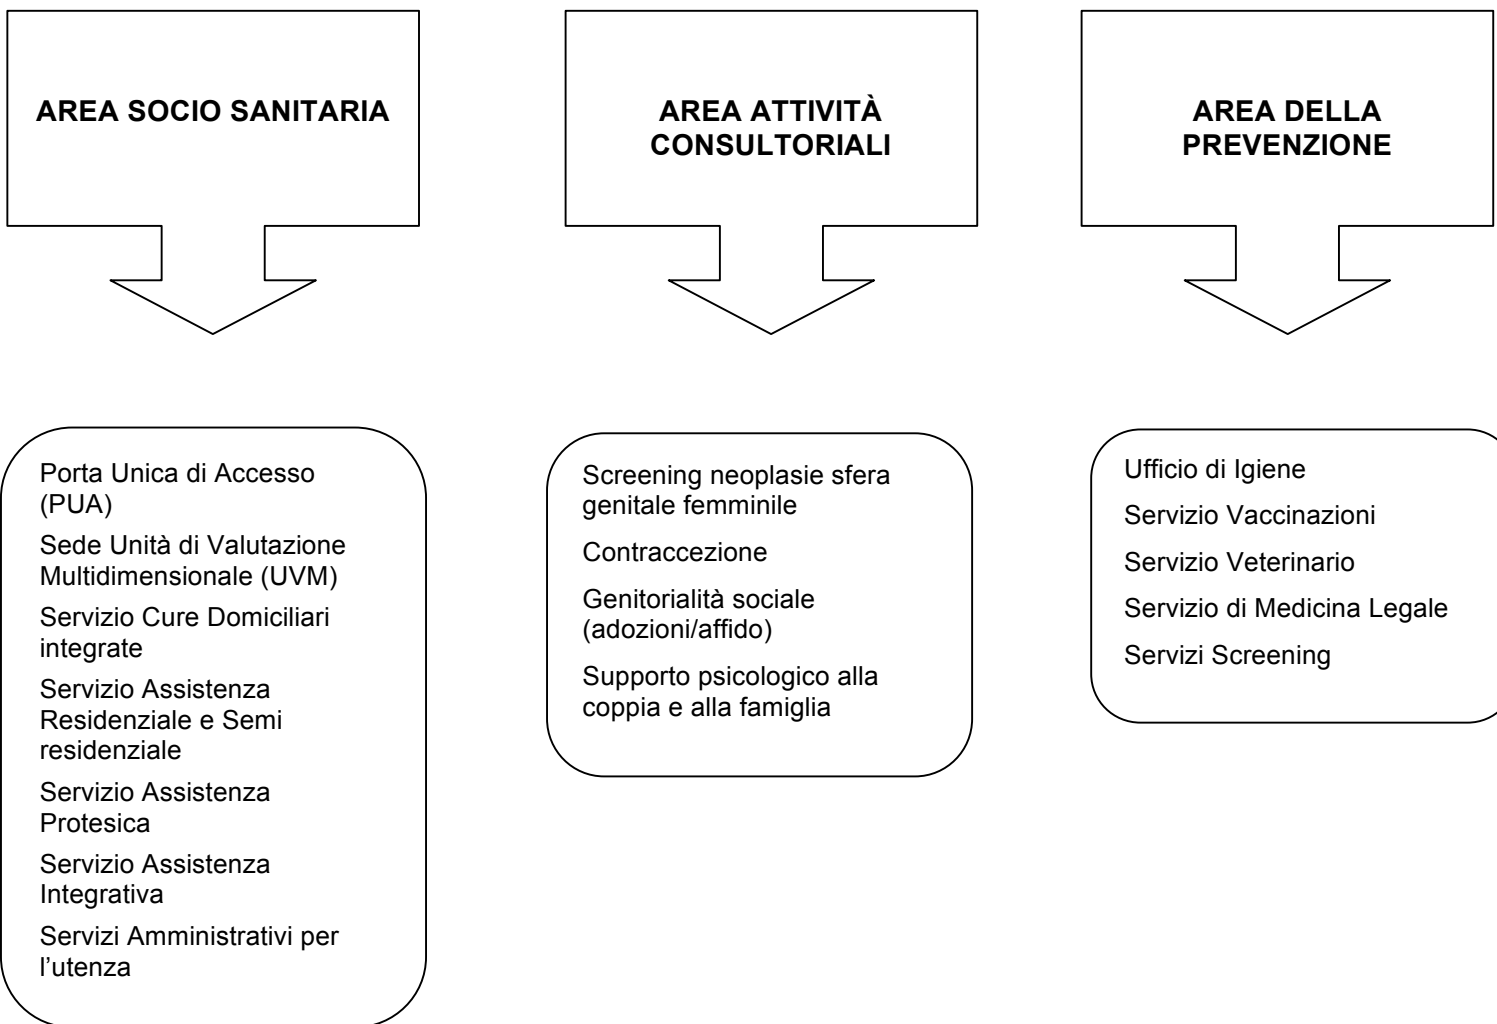 AREA SOCIO SANITARIA
AREA ATTIVITÀ
CONSULTORIALI
AREA DELLA
PREVENZIONE
Porta Unica di Accesso
(PUA)
Sede Unità di Valutazione
Multidimensionale (UVM)
Servizio Cure Domiciliari
integrate
Servizio Assistenza
Residenziale e Semi
residenziale
Servizio Assistenza
Protesica
Servizio Assistenza
Integrativa
Servizi Amministrativi per
l’utenza
Screening neoplasie sfera
genitale femminile
Contraccezione
Genitorialità sociale
(adozioni/affido)
Supporto psicologico alla
coppia e alla famiglia
Ufficio di Igiene
Servizio Vaccinazioni
Servizio Veterinario
Servizio di Medicina Legale
Servizi Screening